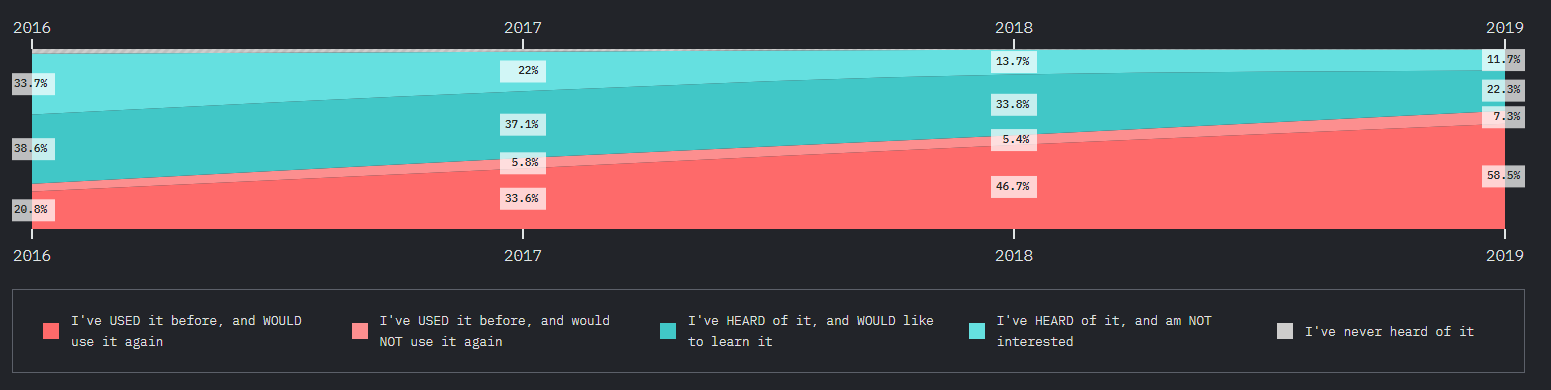 2016 2017 2018 2019
33.7% 22% 13.7% 11.7%
38.6% 37.1% 33.8% 22.3%
5.8% 5.4% 7.3%
20.8% 33.6% 46.7% 58.5%
2016 2017 2018 2019
I've USED it before, and WOULD
use it again
I've USED it before, and would
NOT use it again
I've HEARD of it, and WOULD like
to learn it
I've HEARD of it, and am NOT
interested
I've never heard of it